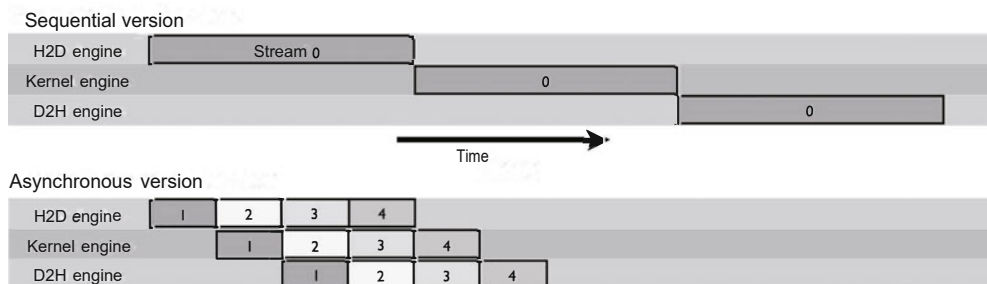 Sequential version
H2D engine Stream 0
Kernel engine 0
D2H engine 0
Time
Asynchronous version
H2D engine 1 2 3 4
Kernel engine 1 2 3 4
D2H engine 1 2 3 4